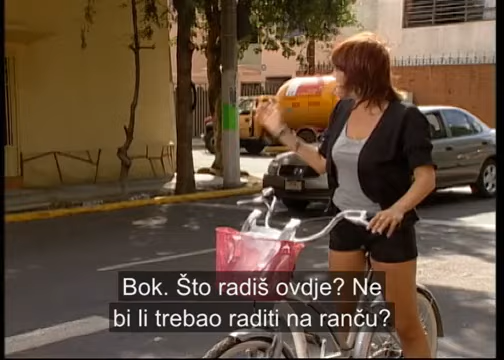 Bok. Što radiš ovdje? Ne
bi li trebao raditi na ranču?